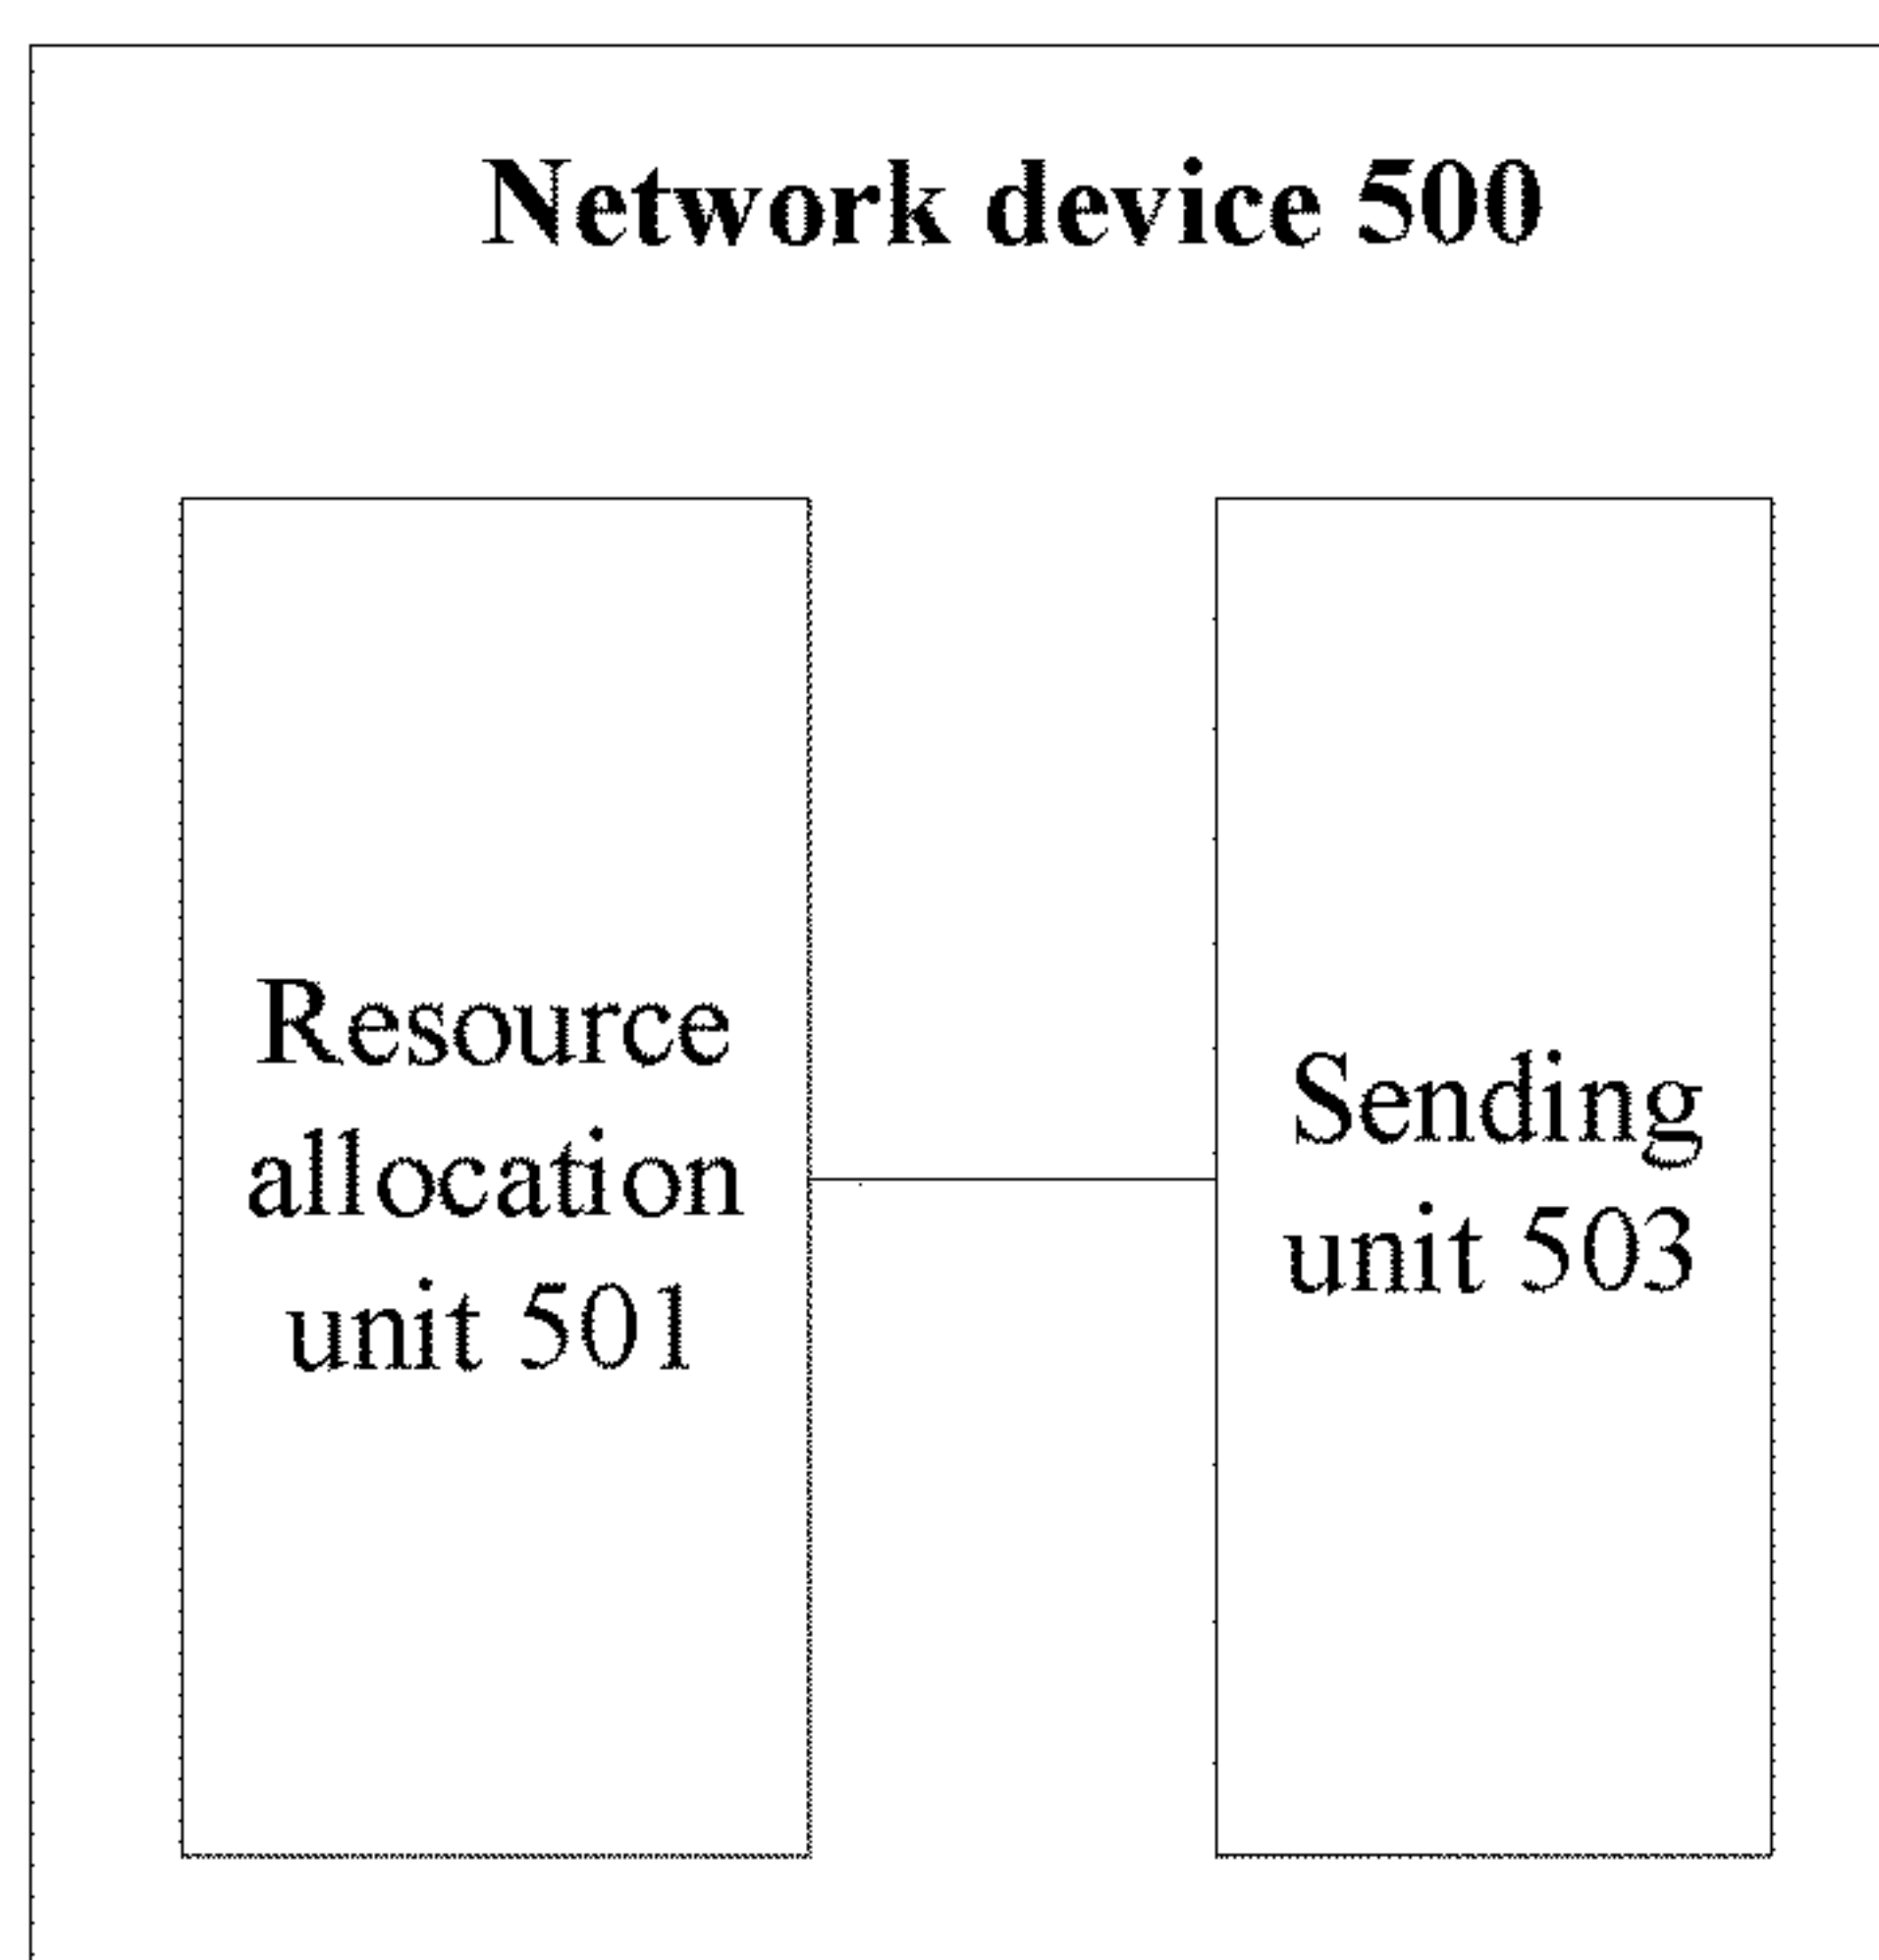 Network device 500
Resource
allocation
unit 501
Sending
unit 503